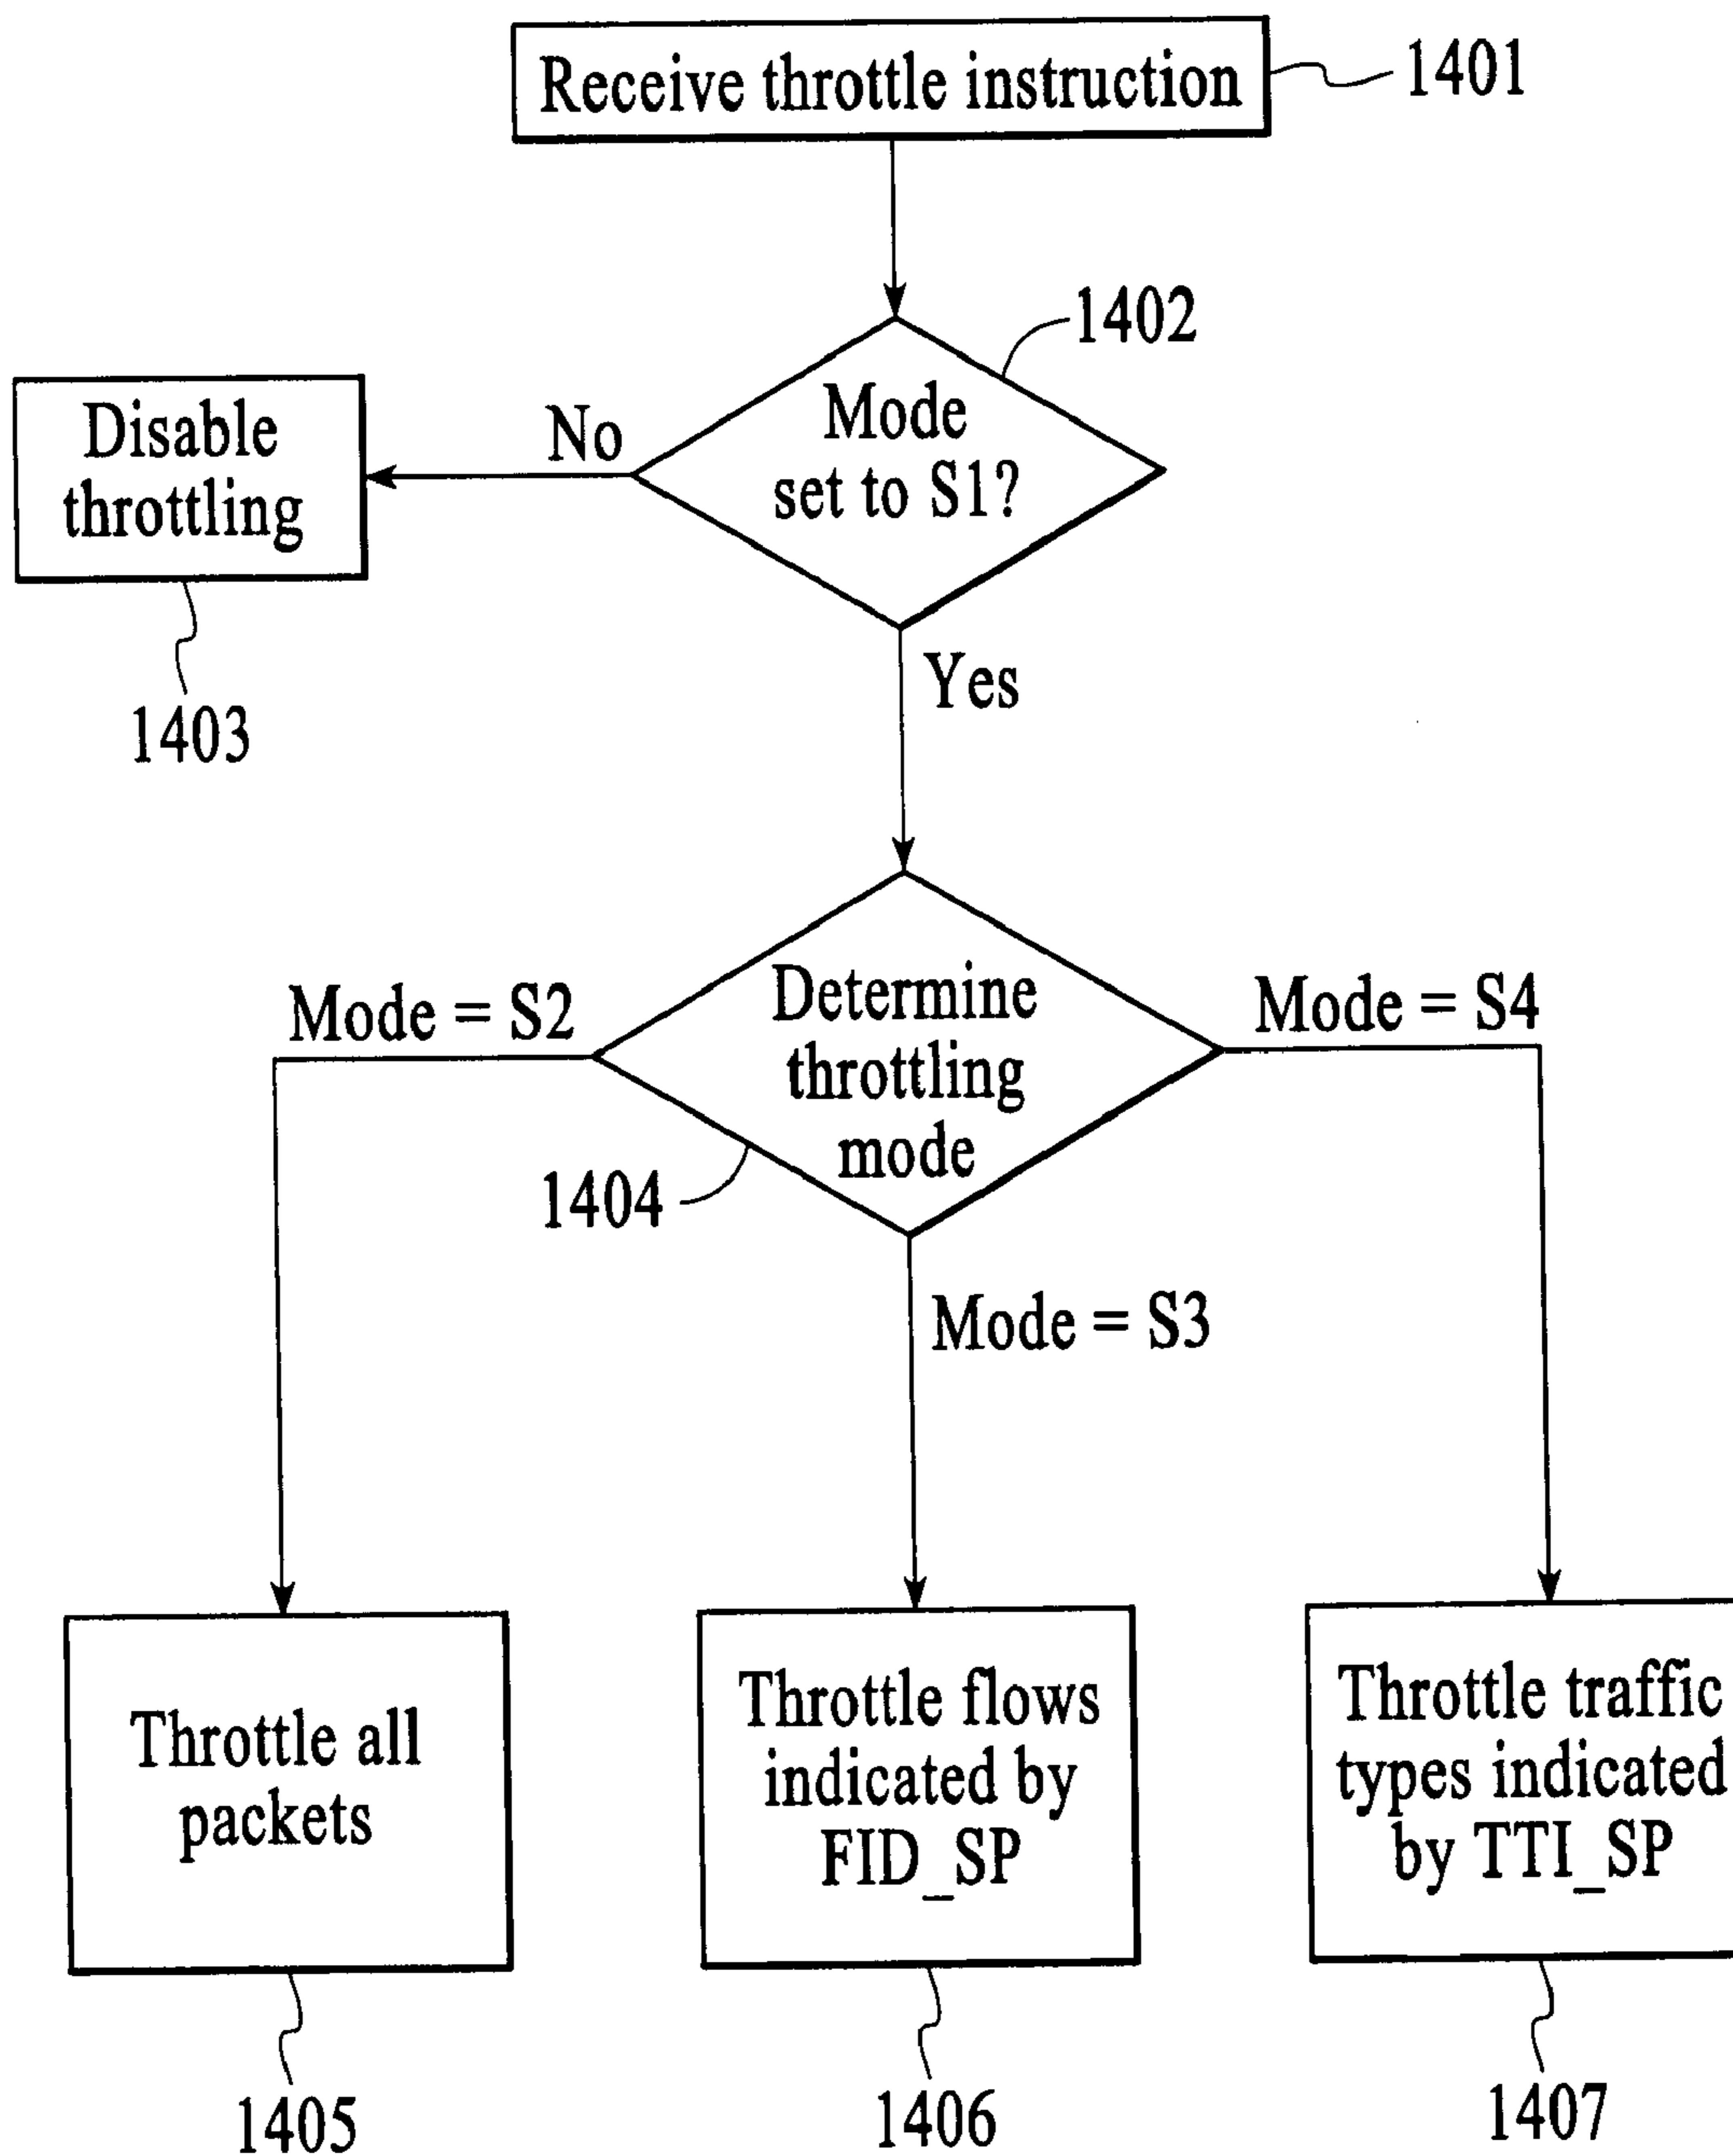 Receive throttle instruction
1401
1402
Mode
set to S1?
No
Disable
throttling
1403
Yes
Mode = S2
Determine
throttling
mode
Mode = S4
1404
Mode = S3
Throttle all
packets
Throttle flows
indicated by
FID_SP
Throttle traffic
types indicated
by TTI_SP
1405
1406
1407